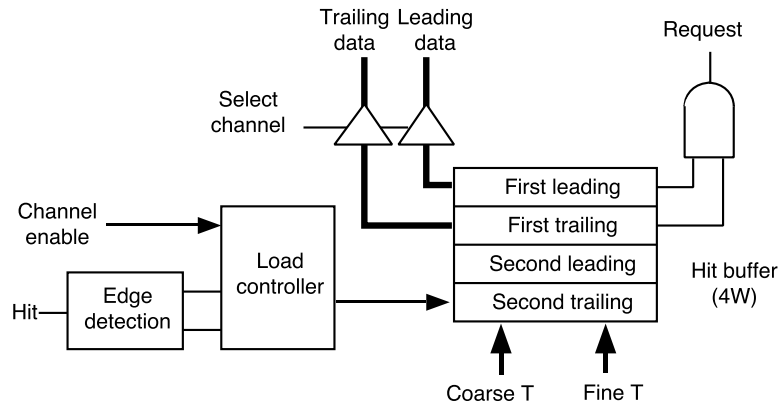 Trailing data
Leading data
Request
Select channel
First leading
First trailing
Second leading
Second trailing
Channel enable
Load controller
Hit buffer (4W)
Hit
Edge detection
Coarse T
Fine T